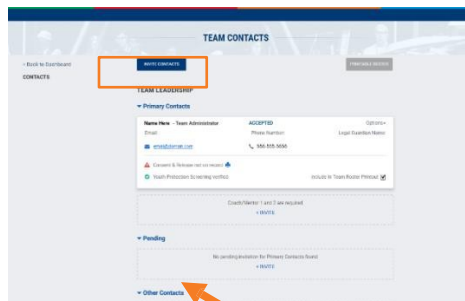 TEAM CONTACTS
Back to Dashboard
INVITE CONTACTS
CONTACTS
TEAM LEADERSHIP
Primary Contacts
Name Here - Team Administrator ACCEPTED Options
Email Phone Number Legal Guardian Name
email@domain.com 555.555.5555
Consent & Release not on record
Youth Protection Screening verified Include in Team Roster Printout
Coach/Mentor 1 and 2 are required
+ INVITE
Pending
No pending invitation for Primary Contacts found
+ INVITE
Other Contacts